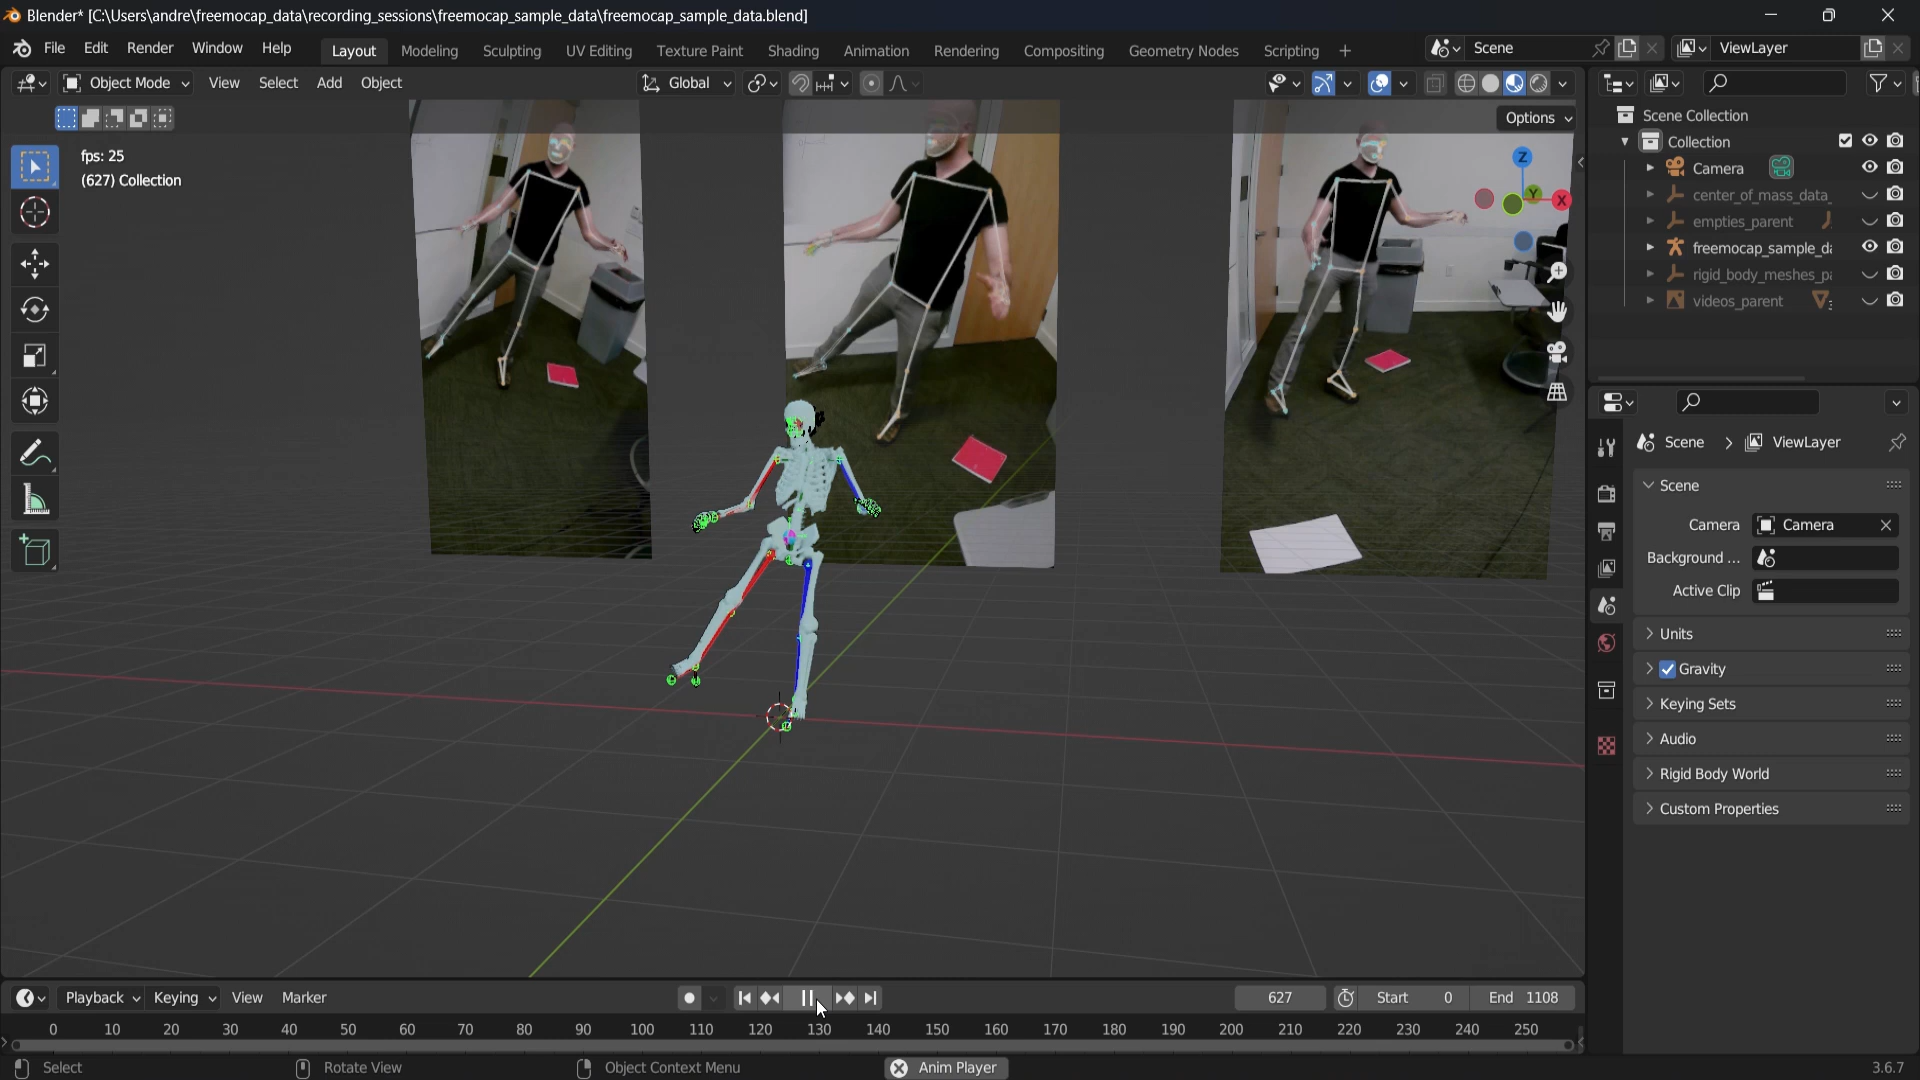 Blender* [C:\Users\andre\freemocap_data\recording_sessions\freemocap_sample_data\freemocap_sample_data.blend]
File Edit Render Window Help Layout Modeling Sculpting UV Editing Texture Paint Shading Animation Rendering Compositing Geometry Nodes Scripting + Scene ViewLayer
Object Mode View Select Add Object Global
Options
fps: 25
(627) Collection
Z
Y
X
Scene Collection
Collection
Camera
center_of_mass_data_
empties_parent
freemocap_sample_da
rigid_body_meshes_pa
videos_parent
Scene > ViewLayer
Scene
Camera Camera
Background ...
Active Clip
Units
Gravity
Keying Sets
Audio
Rigid Body World
Custom Properties
Playback Keying View Marker 627 Start 0 End 1108
0 10 20 30 40 50 60 70 80 90 100 110 120 130 140 150 160 170 180 190 200 210 220 230 240 250
Select Rotate View Object Context Menu Anim Player 3.6.7